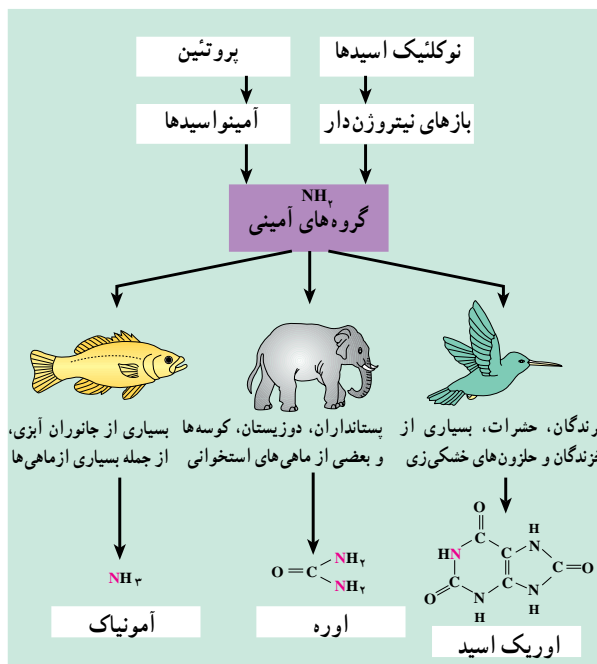 نوکلئیک اسیدها
پروتئین
بازهای نیتروژن‌دار
آمینواسیدها
NH۲
گروه‌های آمینی
رندگان، حشرات، بسیاری از
خزندگان و حلزون‌های خشکی‌زی
پستانداران، دوزیستان، کوسه‌ها
و بعضی از ماهی‌های استخوانی
بسیاری از جانوران آبزی،
از جمله بسیاری ازماهی‌ها
O
H
HN
C
N
C
C
C
O
O
C
N
C
N
H
H
اوریک اسید
NH۲
O=C
NH۲
اوره
NH۳
آمونیاک